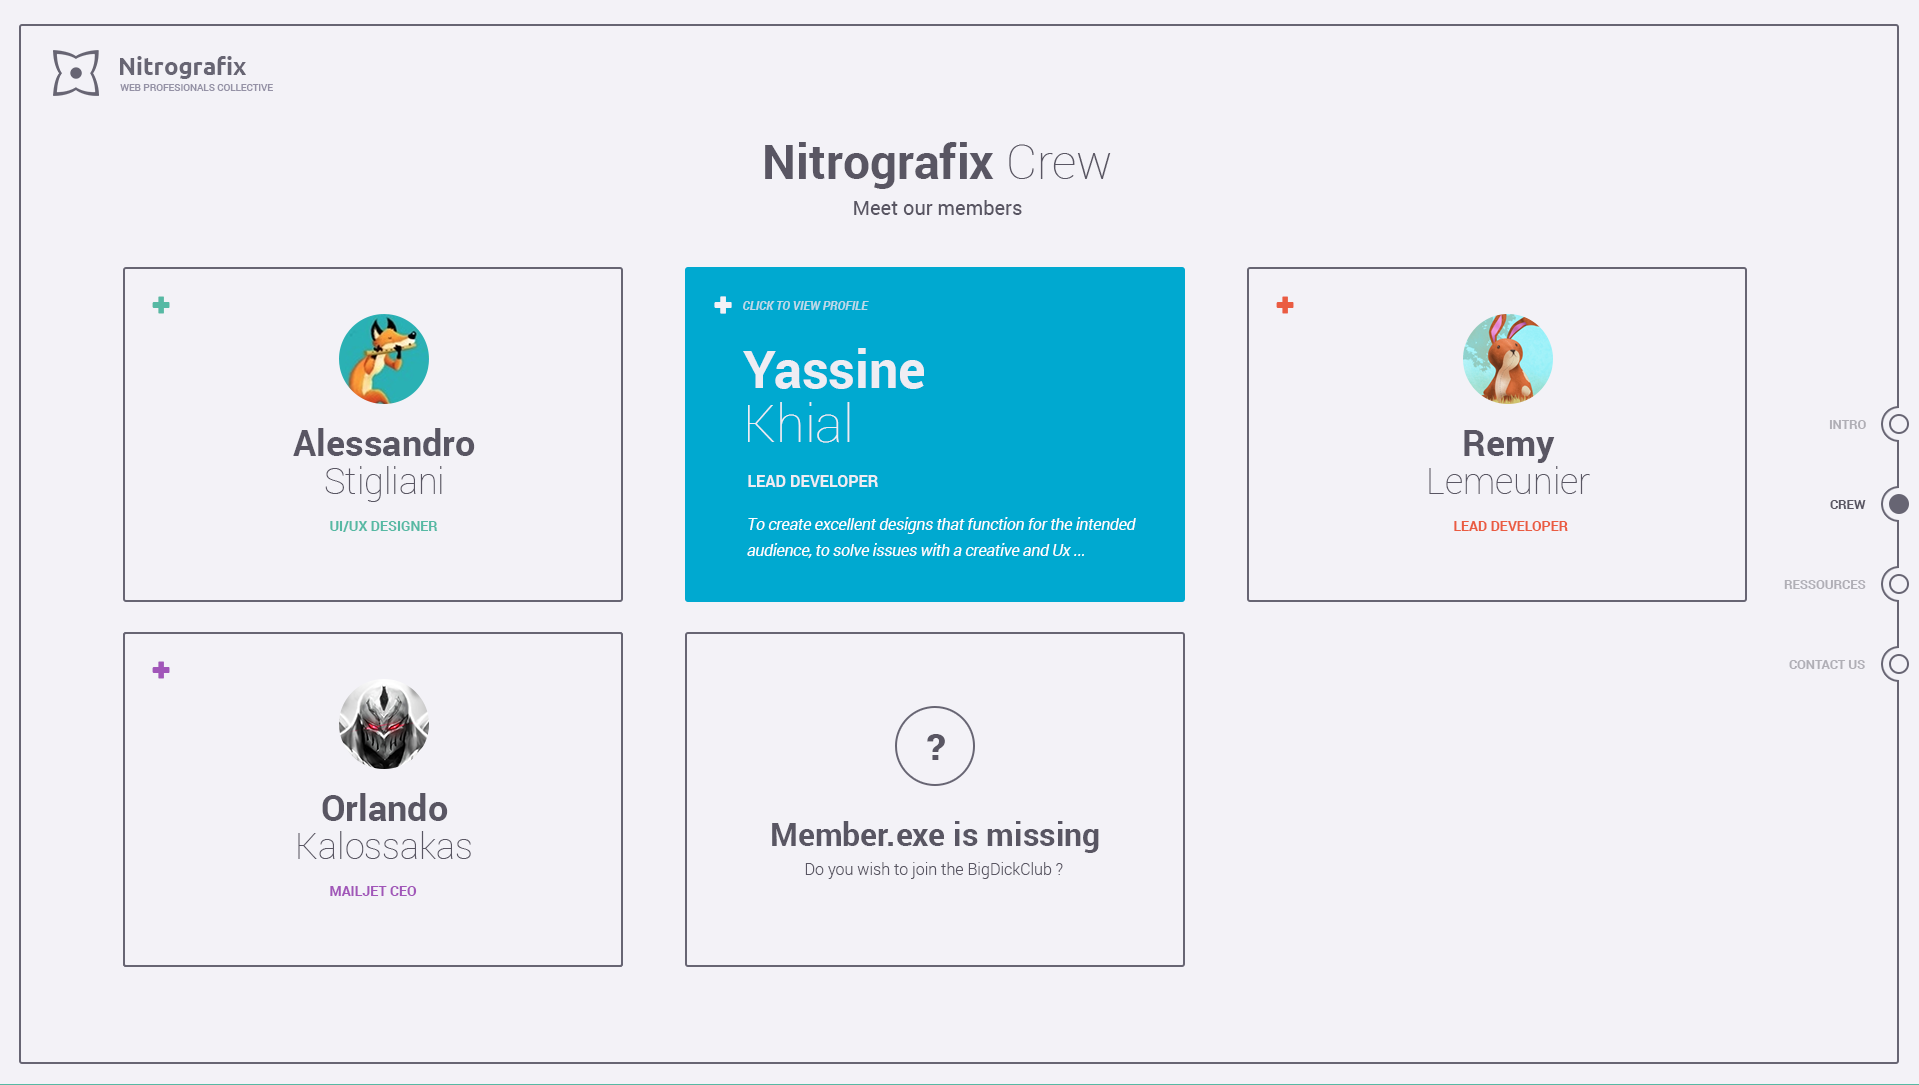 Nitrografix
WEB PROFESIONALS COLLECTIVE
Nitrografix Crew
Meet our members
Alessandro
Stigliani
UI/UX DESIGNER
CLICK TO VIEW PROFILE
Yassine
Khial
LEAD DEVELOPER
To create excellent designs that function for the intended
audience, to solve issues with a creative and Ux ...
Remy
Lemeunier
LEAD DEVELOPER
Orlando
Kalossakas
MAILJET CEO
?
Member.exe is missing
Do you wish to join the BigDickClub ?
INTRO
CREW
RESSOURCES
CONTACT US